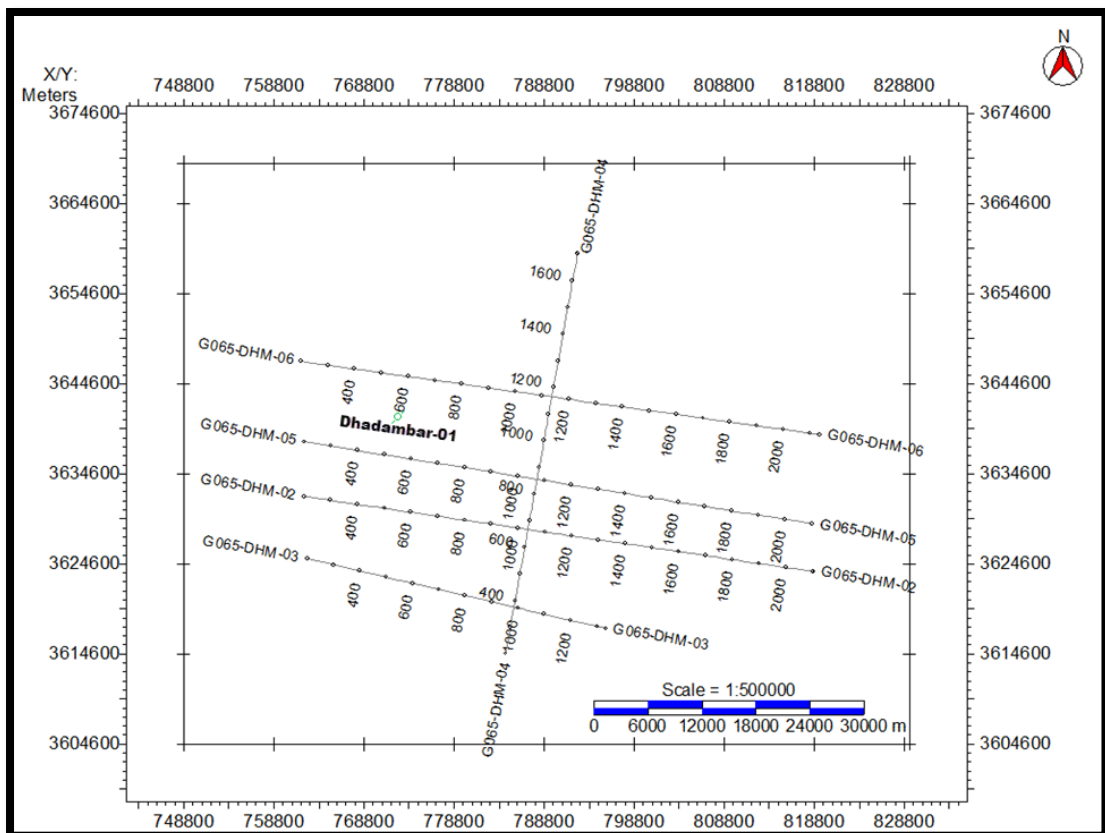 N
X/Y:
Meters
748800 758800 768800 778800 788800 798800 808800 818800 828800
3674600 3674600
3664600 3664600
3654600 3654600
3644600 3644600
3634600 3634600
3624600 3624600
3614600 3614600
3604600 3604600
G065-DHM-04
1600
1400
1200
1000
800
600
400
G065-DHM-04
G065-DHM-06
400 600 800 1000 1200 1400 1600 1800 2000
G065-DHM-06
Dhadambar-01
G065-DHM-05
400 600 800 1000 1200 1400 1600 1800 2000
G065-DHM-05
G065-DHM-02
400 600 800 1000 1200 1400 1600 1800 2000
G065-DHM-02
G065-DHM-03
400 600 800 1000 1200
G065-DHM-03
Scale = 1:500000
0 6000 12000 18000 24000 30000 m
748800 758800 768800 778800 788800 798800 808800 818800 828800